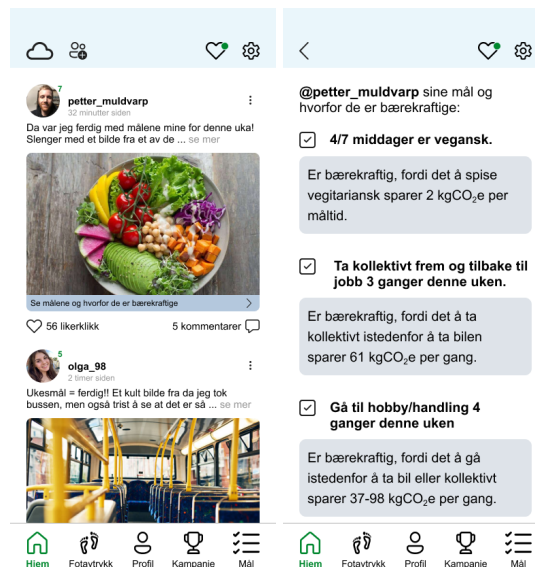 7
petter_muldvarp
32 minutter siden
Da var jeg ferdig med målene mine for denne uka!
Slenger med et bilde fra et av de ... se mer
Se målene og hvorfor de er bærekraftige
56 likerklikk
5 kommentarer
5
olga_98
2 timer siden
Ukesmål = ferdig!! Et kult bilde fra da jeg tok
bussen, men også trist å se at det er så ... se mer
Hjem
Fotavtrykk
Profil
Kampanje
Mål
@petter_muldvarp sine mål og
hvorfor de er bærekraftige:
4/7 middager er vegansk.
Er bærekraftig, fordi det å spise
vegitariansk sparer 2 kgCO₂e per
måltid.
Ta kollektivt frem og tilbake til
jobb 3 ganger denne uken.
Er bærekraftig, fordi det å ta
kollektivt istedenfor å ta bilen
sparer 61 kgCO₂e per gang.
Gå til hobby/handling 4
ganger denne uken
Er bærekraftig, fordi det å gå
istedenfor å ta bil eller kollektivt
sparer 37-98 kgCO₂e per gang.
Hjem
Fotavtrykk
Profil
Kampanje
Mål